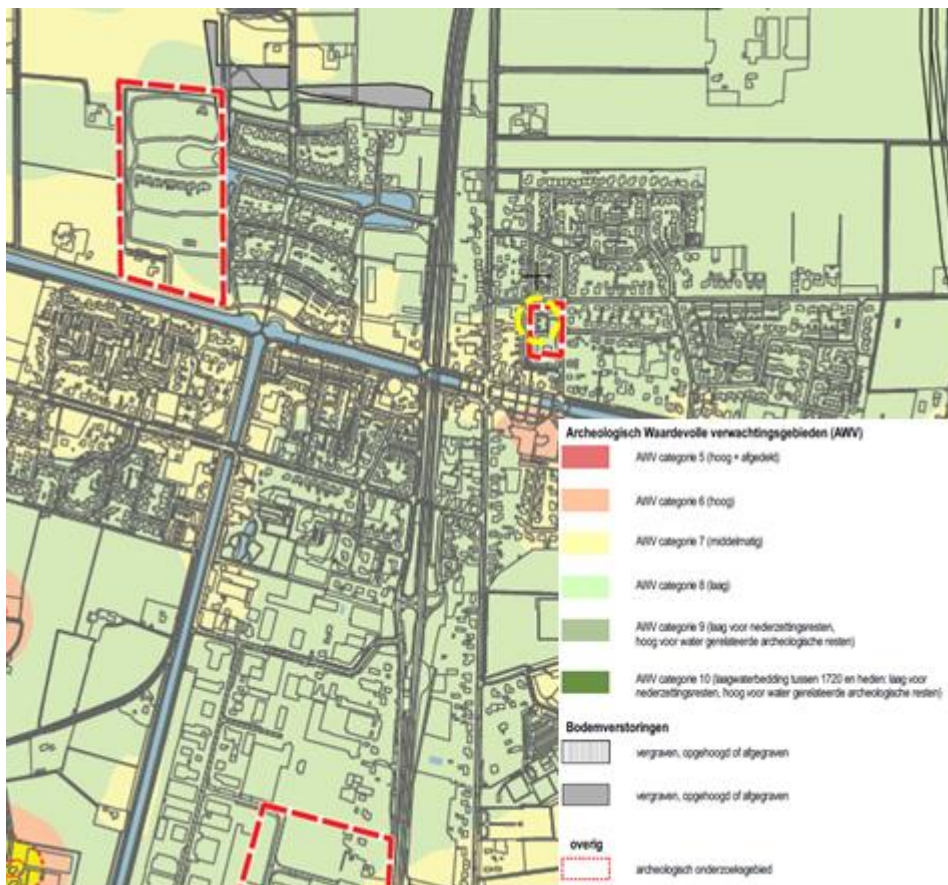 Archeologisch Waardevolle verwachtingsgebieden (AWV)
AWV categorie 5 (hoog + afgedekt)
AWV categorie 6 (hoog)
AWV categorie 7 (middelmatig)
AWV categorie 8 (laag)
AWV categorie 9 (laag voor nederzettingsresten,
hoog voor water gerelateerde archeologische resten)
AWV categorie 10 (laagwaterbedding tussen 1720 en heden: laag voor
nederzettingsresten, hoog voor water gerelateerde archeologische resten)
Bodemverstoringen
vergraven, opgehoogd of afgegraven
vergraven, opgehoogd of afgegraven
overig
archeologisch onderzoeksgebied